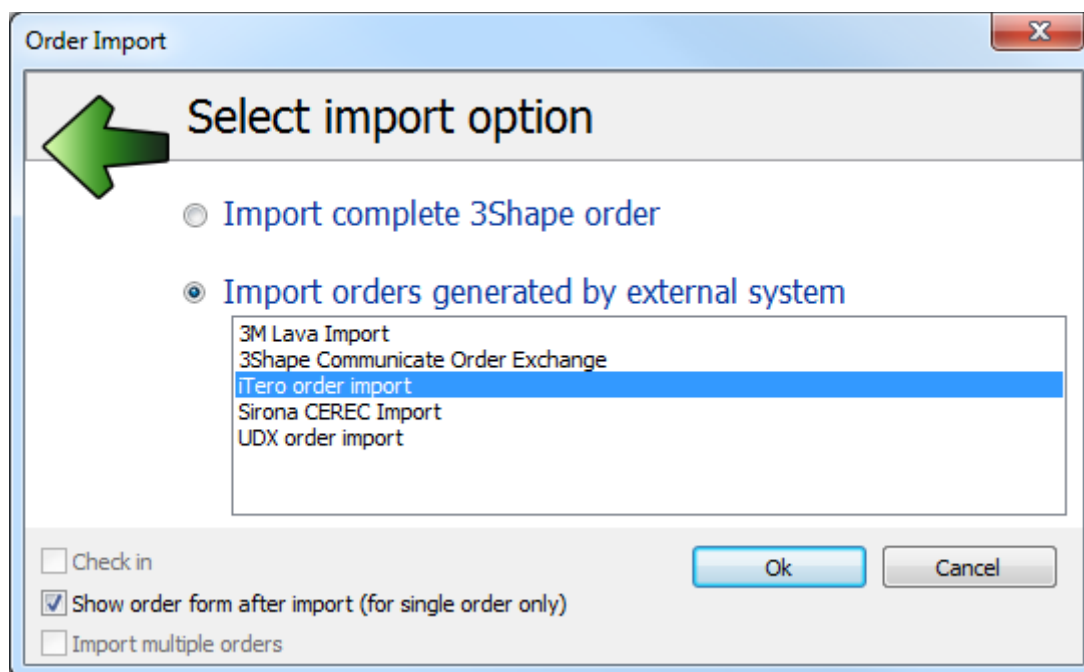 Order Import
Select import option
Import complete 3Shape order
Import orders generated by external system
3M Lava Import
3Shape Communicate Order Exchange
iTero order import
Sirona CEREC Import
UDX order import
Check in
Ok
Cancel
Show order form after import (for single order only)
Import multiple orders